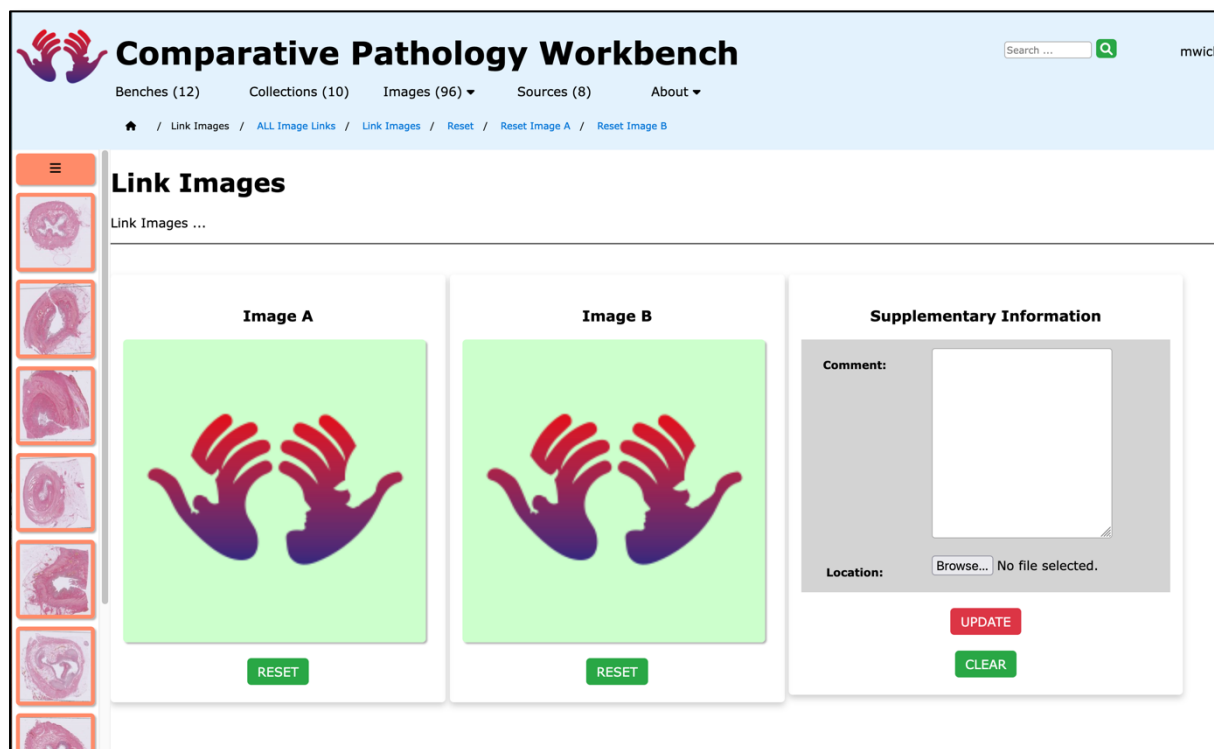 Comparative Pathology Workbench
Search ...
Benches (12) Collections (10) Images (96) Sources (8) About
/ Link Images / ALL Image Links / Link Images / Reset / Reset Image A / Reset Image B
Link Images
Link Images ...
Image A
RESET
Image B
RESET
Supplementary Information
Comment:
Location: Browse... No file selected.
UPDATE
CLEAR